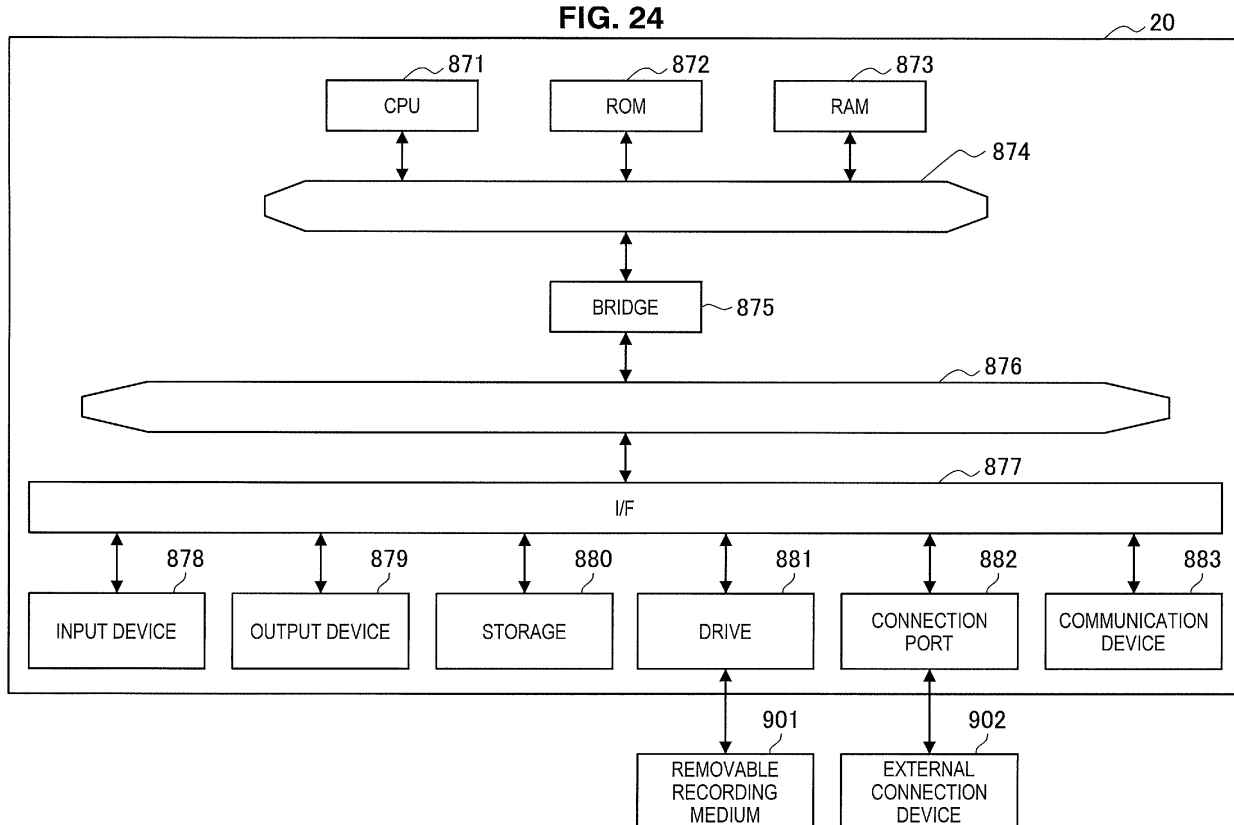 FIG. 24
20
871
872
873
CPU
ROM
RAM
874
BRIDGE
875
876
877
I/F
878
879
880
881
882
883
INPUT DEVICE
OUTPUT DEVICE
STORAGE
DRIVE
CONNECTION
PORT
COMMUNICATION
DEVICE
901
902
REMOVABLE
RECORDING
MEDIUM
EXTERNAL
CONNECTION
DEVICE